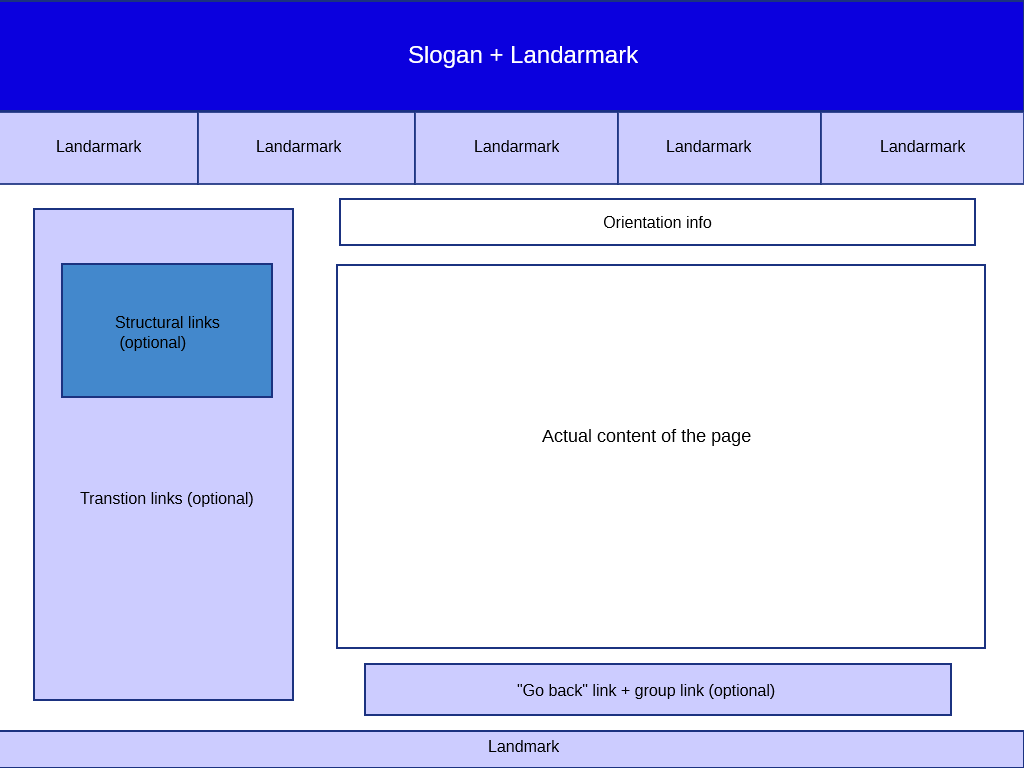 Slogan + Landarmark
Landarmark
Landarmark
Landarmark
Landarmark
Landarmark
Orientation info
Structural links
(optional)
Actual content of the page
Transtion links (optional)
"Go back" link + group link (optional)
Landmark